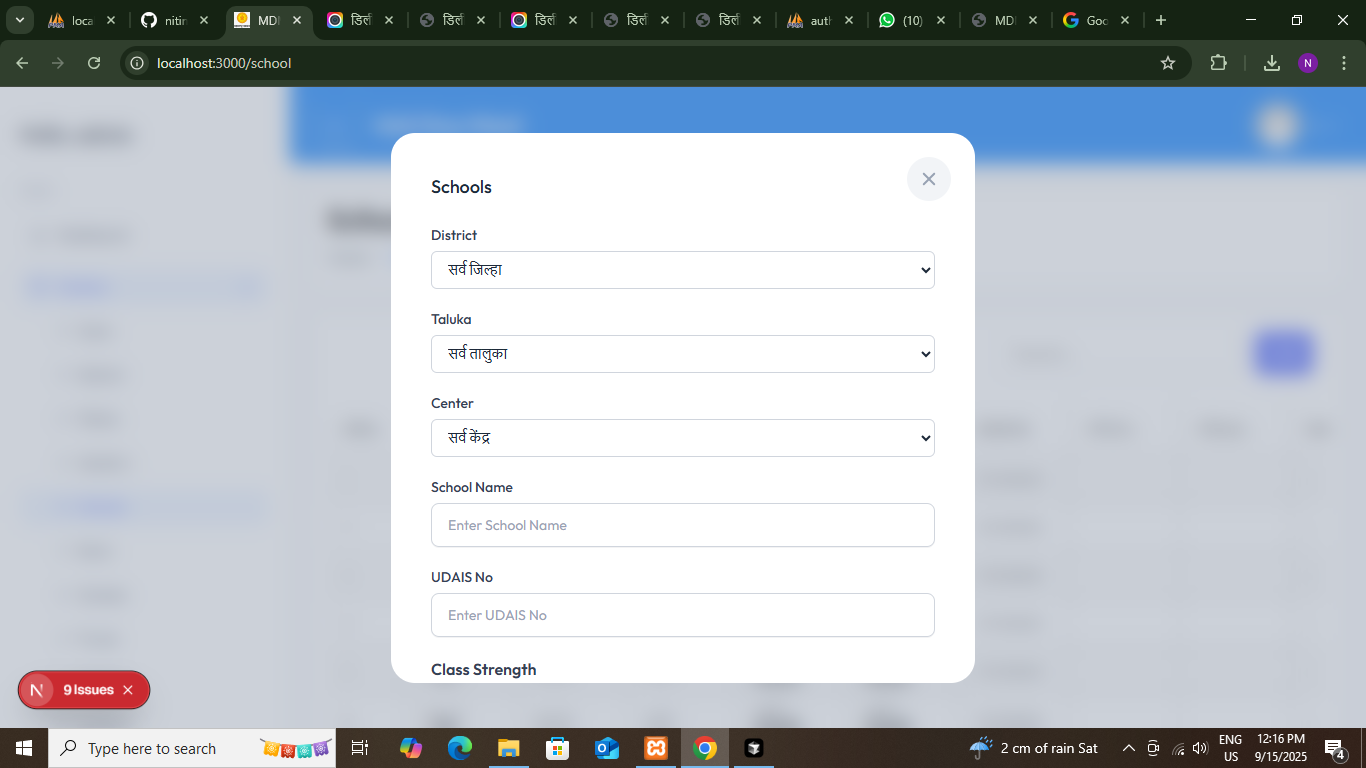 loca
nitin
MDI
डिली
डिली
डिली
डिली
डिली
auth
(10)
MDI
Goo
localhost:3000/school
N
Schools
District
सर्व जिल्हा
Taluka
सर्व तालुका
Center
सर्व केंद्र
School Name
Enter School Name
UDAIS No
Enter UDAIS No
Class Strength
N 9 Issues
Type here to search
2 cm of rain Sat
ENG
US
12:16 PM
9/15/2025
4